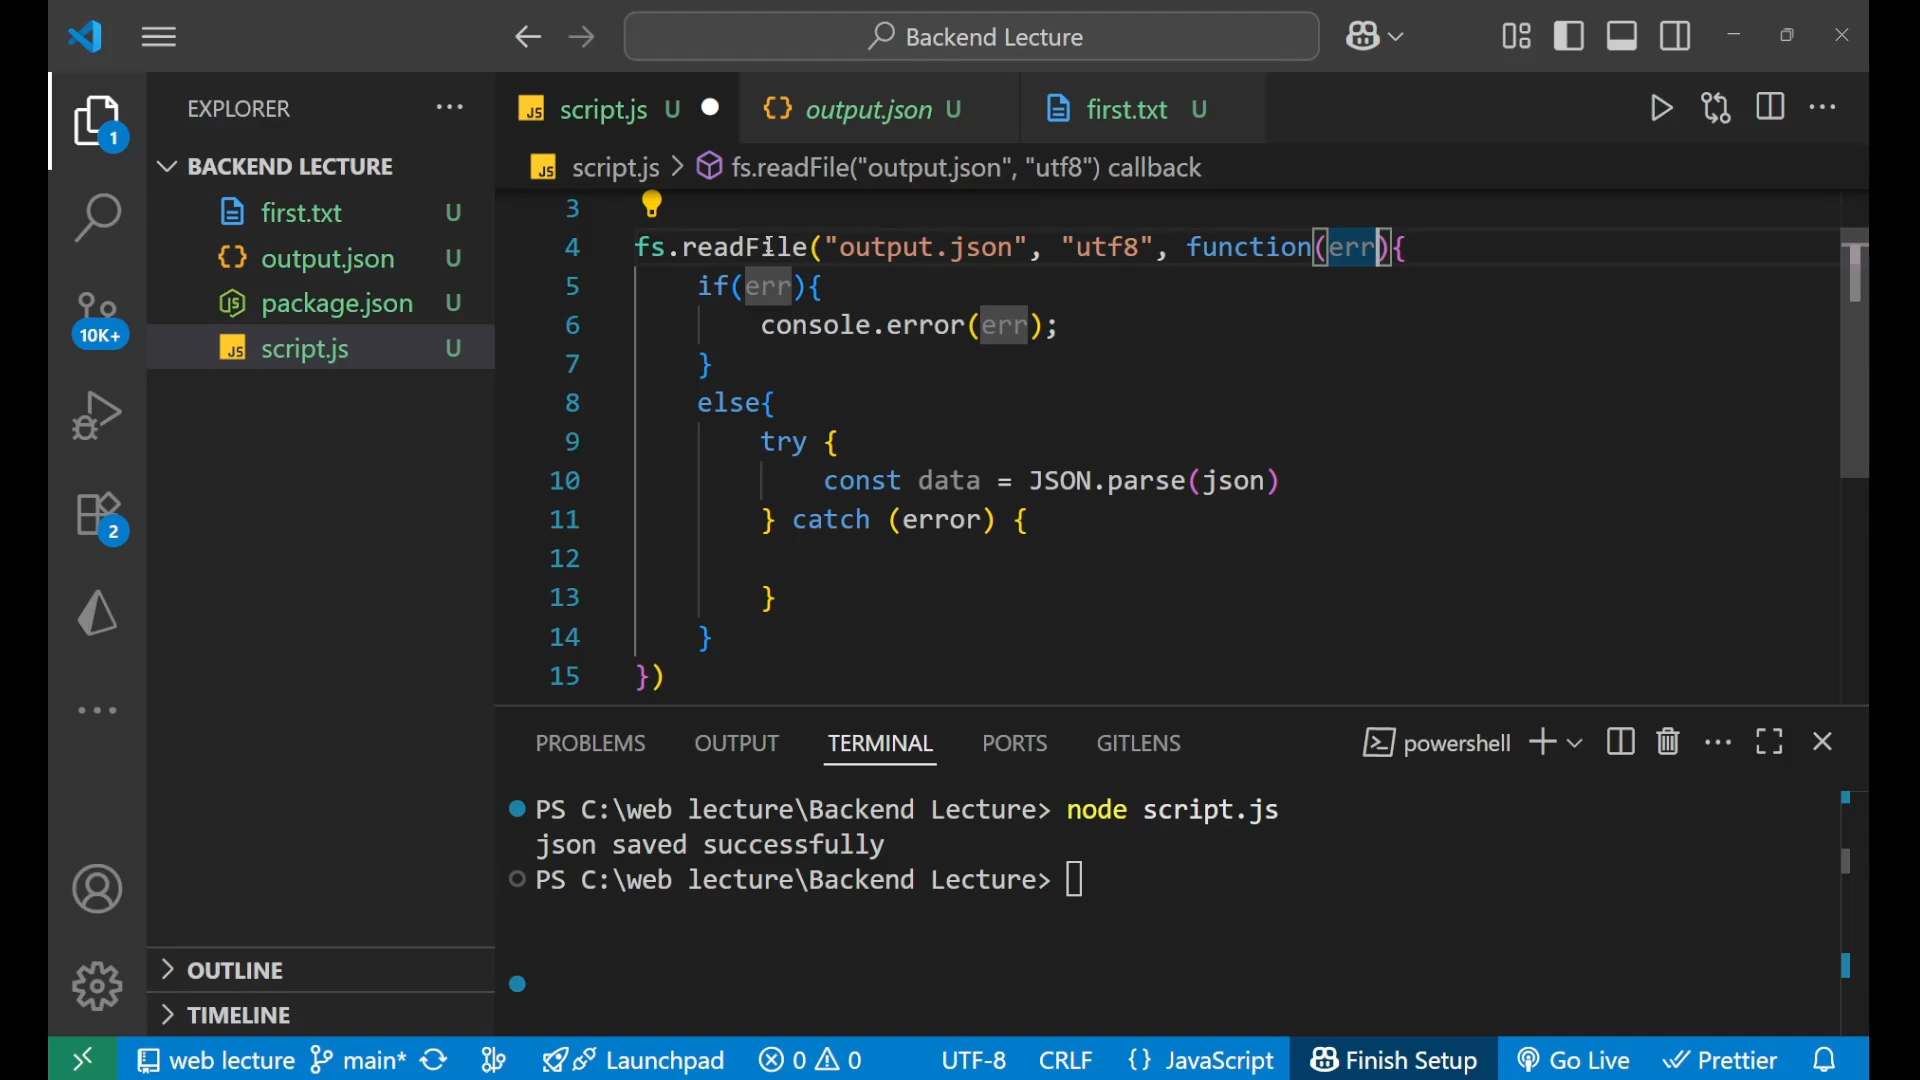 Backend Lecture
EXPLORER
BACKEND LECTURE
first.txt U
output.json U
package.json U
script.js U
OUTLINE
TIMELINE
1
10K+
2
script.js U
output.json U
first.txt U
script.js > fs.readFile("output.json", "utf8") callback
3
4 fs.readFile("output.json", "utf8", function(err){
5 if(err){
6 console.error(err);
7 }
8 else{
9 try {
10 const data = JSON.parse(json)
11 } catch (error) {
12
13 }
14 }
15 })
PROBLEMS OUTPUT TERMINAL PORTS GITLENS powershell
PS C:\web lecture\Backend Lecture> node script.js
json saved successfully
PS C:\web lecture\Backend Lecture>
web lecture main* Launchpad 0 0 UTF-8 CRLF {} JavaScript Finish Setup Go Live Prettier